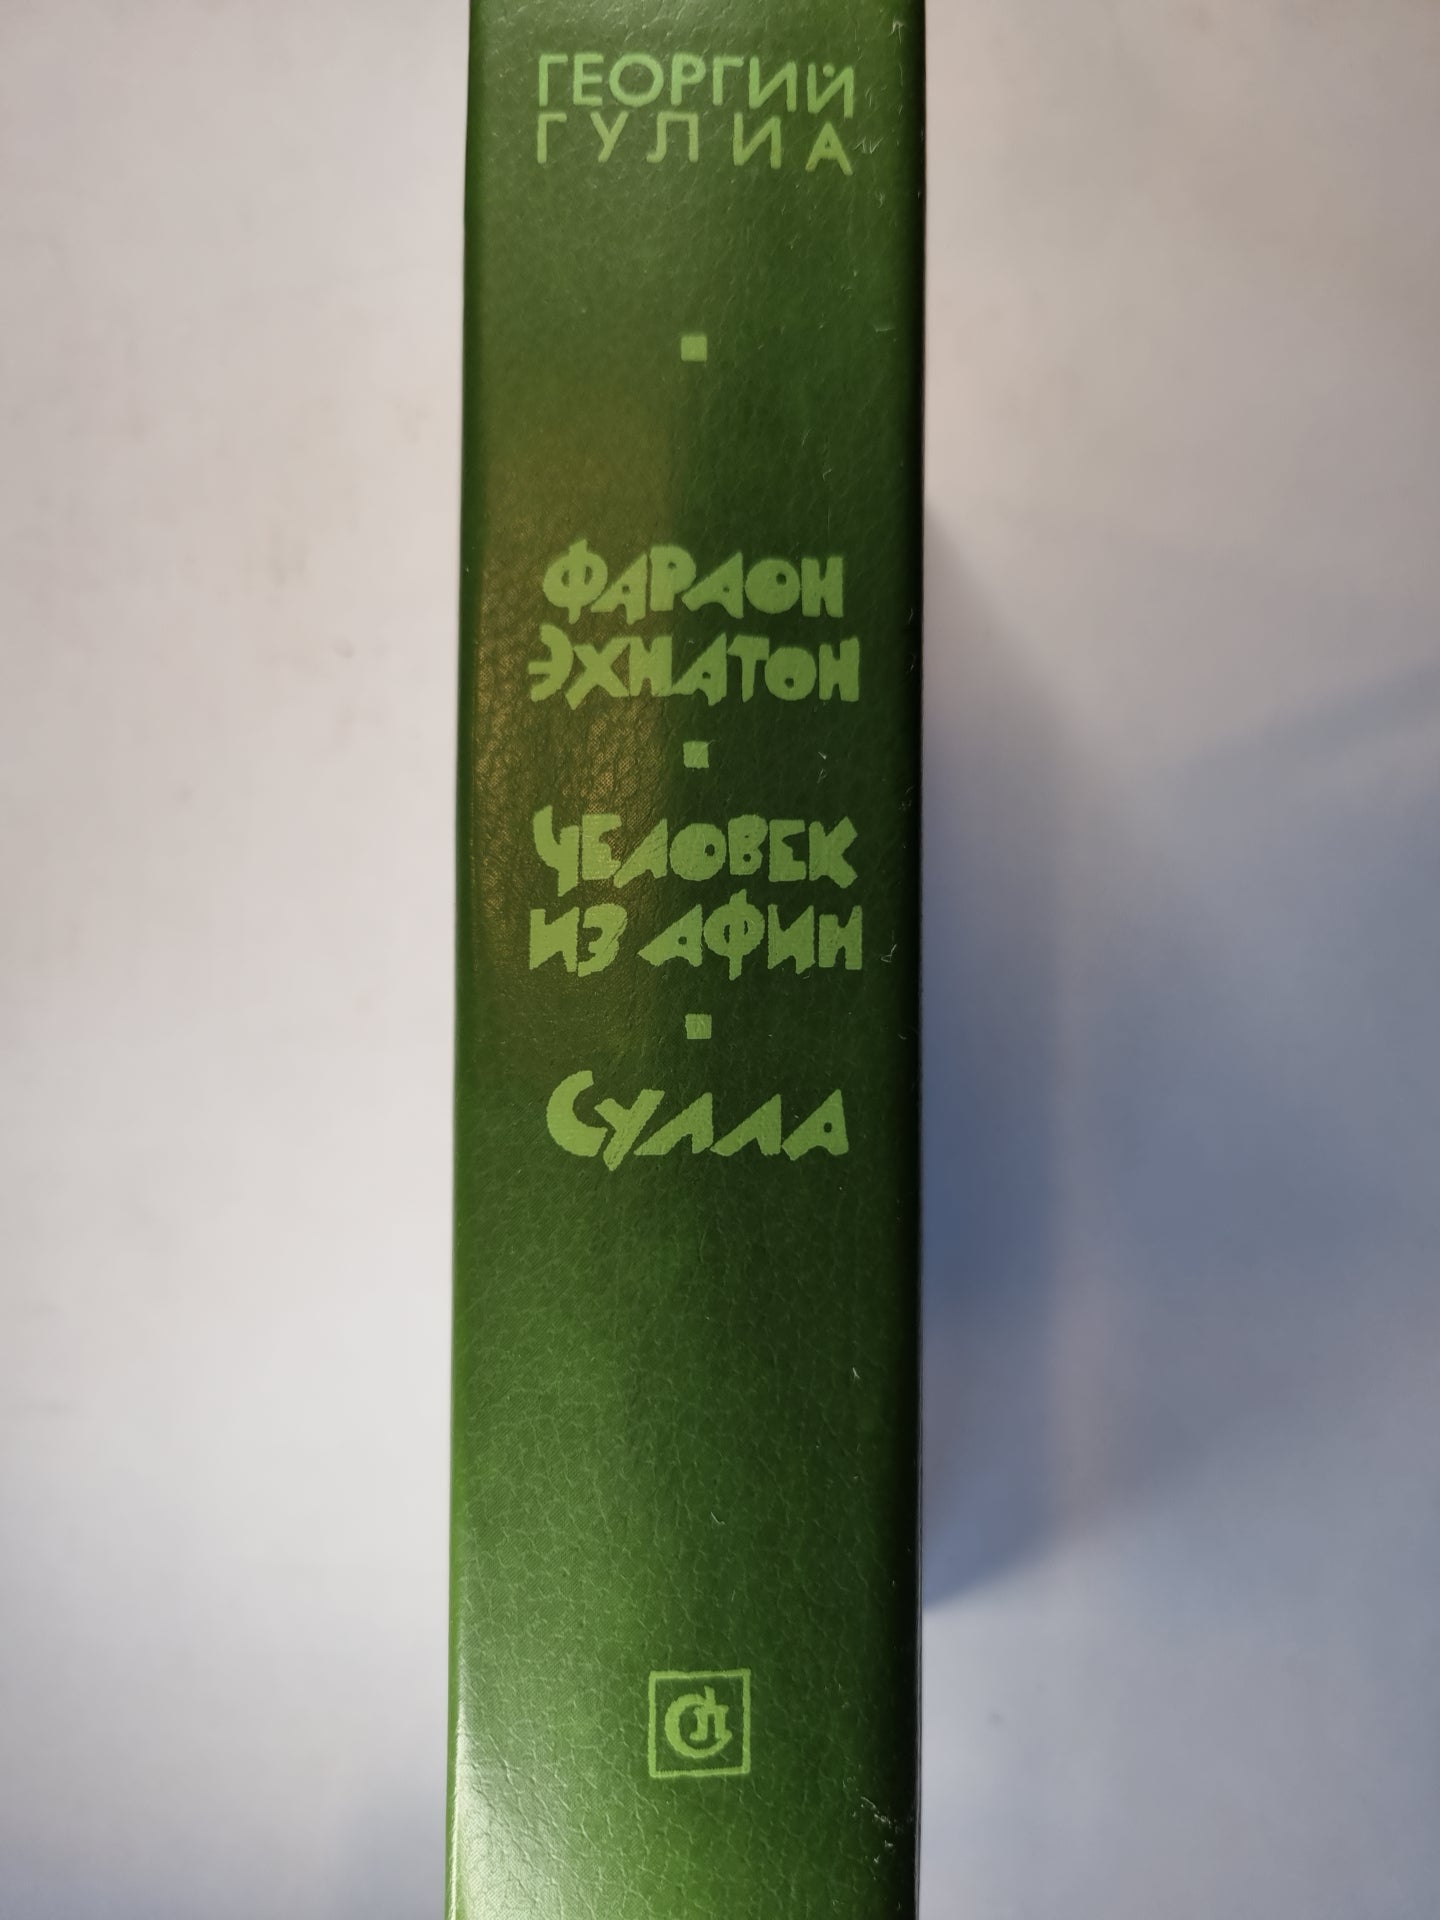 ГЕОРГИЙ
ГУЛИА
ФАРАОН
ЭХНАТОН
ЧЕЛОВЕК
ИЗ АФИН
СУЛЛА